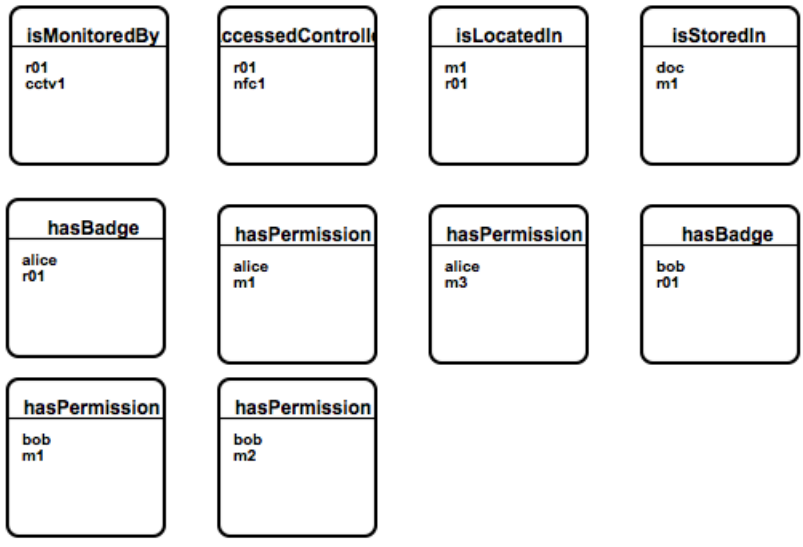 isMonitoredBy
r01
cctv1
ccessedControlle
r01
nfc1
isLocatedIn
m1
r01
isStoredIn
doc
m1
hasBadge
alice
r01
hasPermission
alice
m1
hasPermission
alice
m3
hasBadge
bob
r01
hasPermission
bob
m1
hasPermission
bob
m2